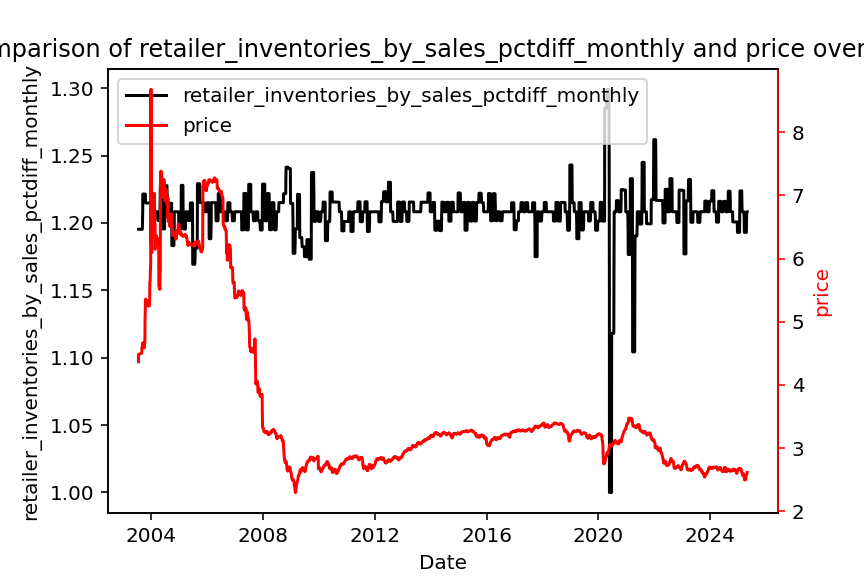 mparison of retailer_inventories_by_sales_pctdiff_monthly and price over
retailer_inventories_by_sales_pctdiff_monthly
price
retailer_inventories_by_sales_pctdiff_monthly
1.30
1.25
1.20
1.15
1.10
1.05
1.00
8
7
6
5
4
3
2
price
2004 2008 2012 2016 2020 2024
Date